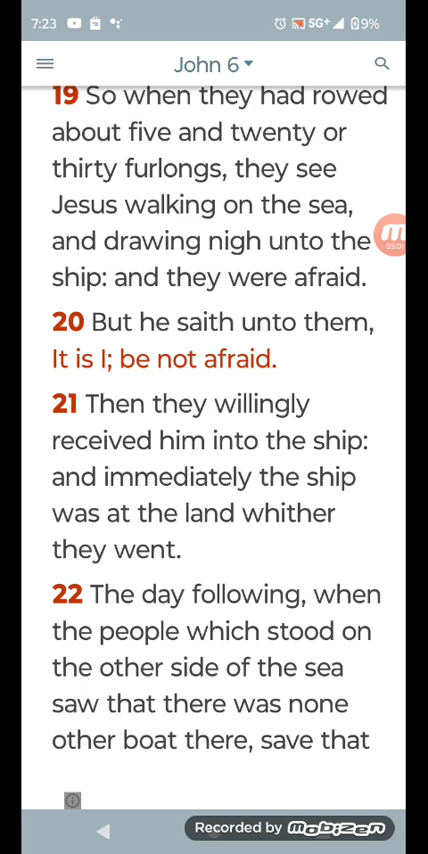 7:23 5G+ 9%
John 6
19 So when they had rowed
about five and twenty or
thirty furlongs, they see
Jesus walking on the sea,
and drawing nigh unto the
ship: and they were afraid.
m
05:01
20 But he saith unto them,
It is I; be not afraid.
21 Then they willingly
received him into the ship:
and immediately the ship
was at the land whither
they went.
22 The day following, when
the people which stood on
the other side of the sea
saw that there was none
other boat there, save that
Recorded by mobizen